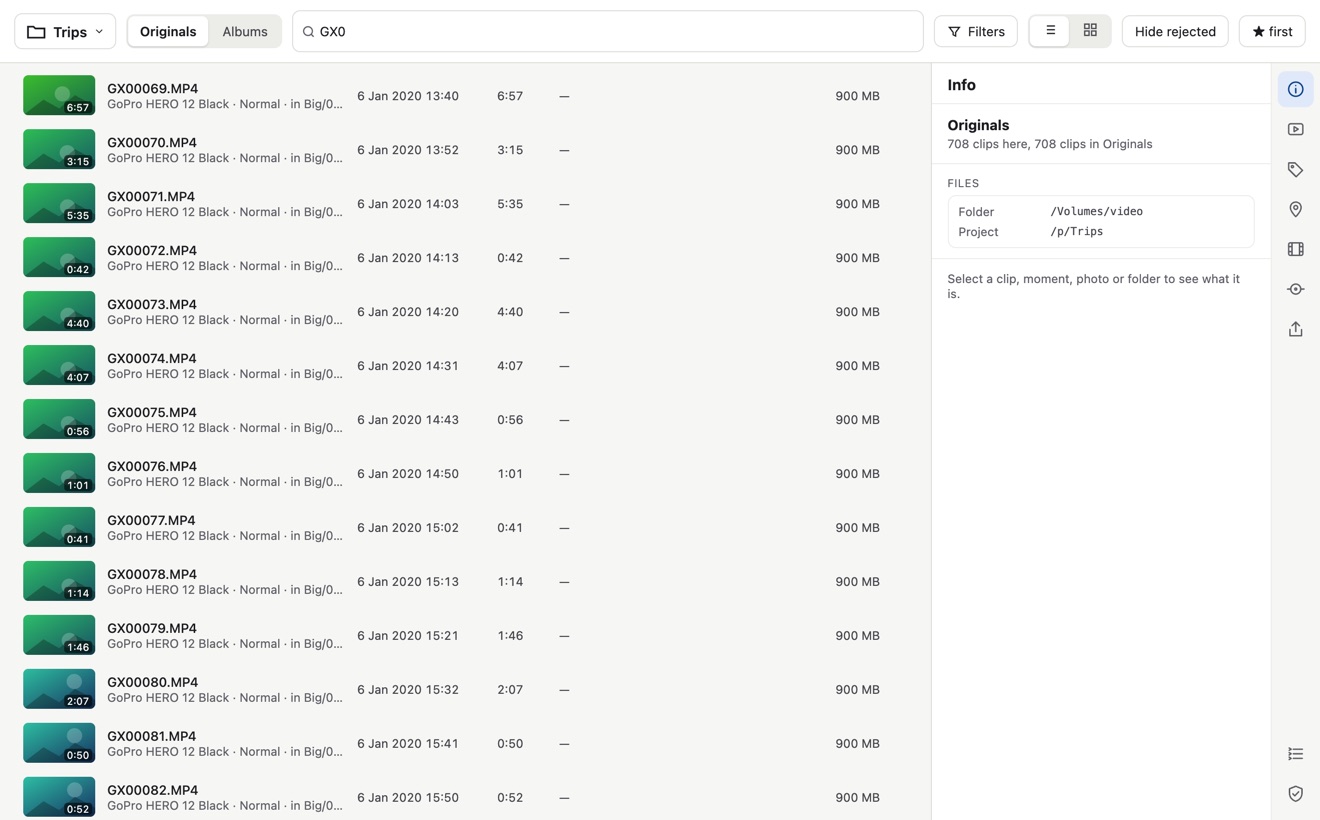 Trips
Originals
Albums
GX0
Filters
Hide rejected
★ first
6:57
GX00069.MP4
GoPro HERO 12 Black · Normal · in Big/0...
6 Jan 2020 13:40 6:57 — 900 MB
3:15
GX00070.MP4
GoPro HERO 12 Black · Normal · in Big/0...
6 Jan 2020 13:52 3:15 — 900 MB
5:35
GX00071.MP4
GoPro HERO 12 Black · Normal · in Big/0...
6 Jan 2020 14:03 5:35 — 900 MB
0:42
GX00072.MP4
GoPro HERO 12 Black · Normal · in Big/0...
6 Jan 2020 14:13 0:42 — 900 MB
4:40
GX00073.MP4
GoPro HERO 12 Black · Normal · in Big/0...
6 Jan 2020 14:20 4:40 — 900 MB
4:07
GX00074.MP4
GoPro HERO 12 Black · Normal · in Big/0...
6 Jan 2020 14:31 4:07 — 900 MB
0:56
GX00075.MP4
GoPro HERO 12 Black · Normal · in Big/0...
6 Jan 2020 14:43 0:56 — 900 MB
1:01
GX00076.MP4
GoPro HERO 12 Black · Normal · in Big/0...
6 Jan 2020 14:50 1:01 — 900 MB
0:41
GX00077.MP4
GoPro HERO 12 Black · Normal · in Big/0...
6 Jan 2020 15:02 0:41 — 900 MB
1:14
GX00078.MP4
GoPro HERO 12 Black · Normal · in Big/0...
6 Jan 2020 15:13 1:14 — 900 MB
1:46
GX00079.MP4
GoPro HERO 12 Black · Normal · in Big/0...
6 Jan 2020 15:21 1:46 — 900 MB
2:07
GX00080.MP4
GoPro HERO 12 Black · Normal · in Big/0...
6 Jan 2020 15:32 2:07 — 900 MB
0:50
GX00081.MP4
GoPro HERO 12 Black · Normal · in Big/0...
6 Jan 2020 15:41 0:50 — 900 MB
0:52
GX00082.MP4
GoPro HERO 12 Black · Normal · in Big/0...
6 Jan 2020 15:50 0:52 — 900 MB
Info
Originals
708 clips here, 708 clips in Originals
FILES
Folder /Volumes/video
Project /p/Trips
Select a clip, moment, photo or folder to see what it
is.